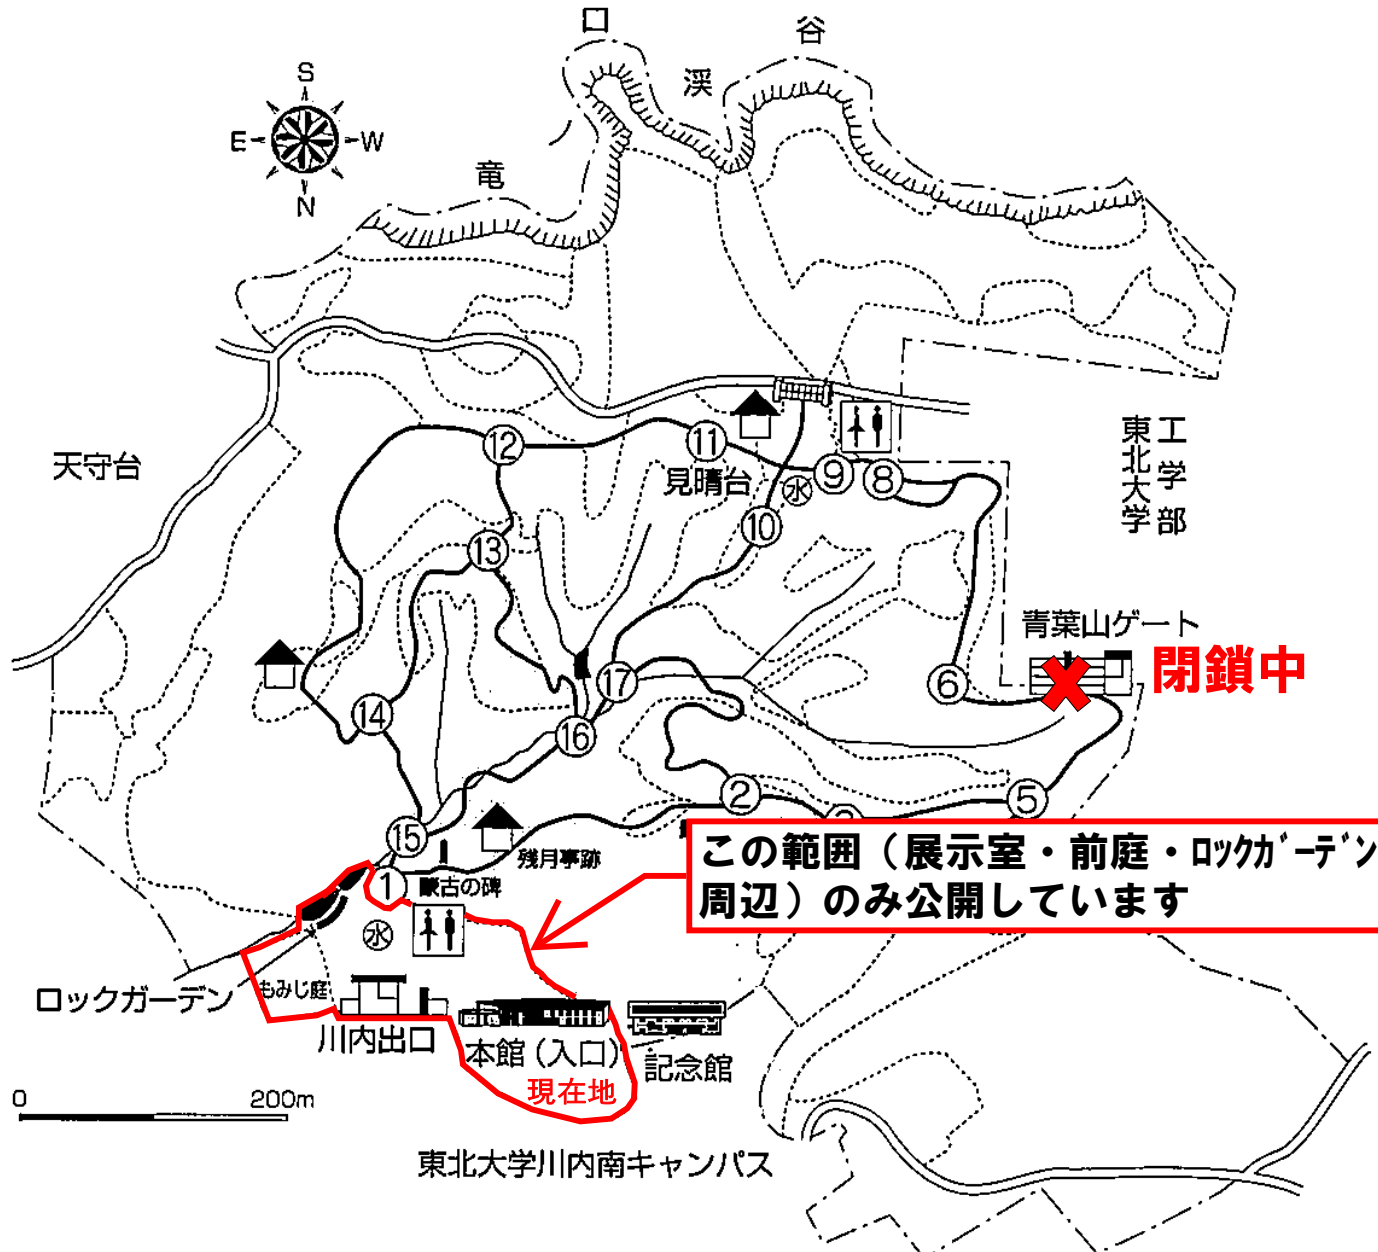 口
谷
渓
竜
S
E
W
N
天守台
12
11
見晴台
水
9
8
10
13
工学部
東北大学
青葉山ゲート
閉鎖中
17
6
14
16
2
5
15
残月亭跡
1
蒙古の碑
この範囲（展示室・前庭・ロックガーデン
周辺）のみ公開しています
水
ロックガーデン
もみじ庭
川内出口
本館（入口）
記念館
現在地
0
200m
東北大学川内南キャンパス